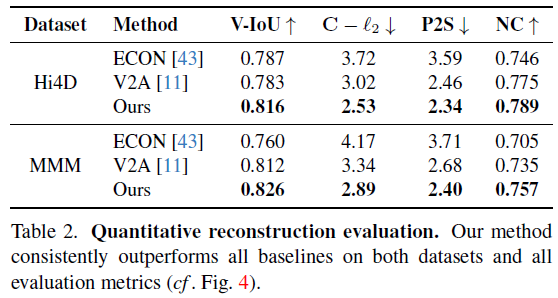 Dataset Method V-IoU ↑ C − ℓ2 ↓ P2S ↓ NC ↑
ECON [43] 0.787 3.72 3.59 0.746
Hi4D V2A [11] 0.783 3.02 2.46 0.775
Ours 0.816 2.53 2.34 0.789
ECON [43] 0.760 4.17 3.71 0.705
MMM V2A [11] 0.812 3.34 2.68 0.735
Ours 0.826 2.89 2.40 0.757
Table 2. Quantitative reconstruction evaluation. Our method
consistently outperforms all baselines on both datasets and all
evaluation metrics (cf. Fig. 4).